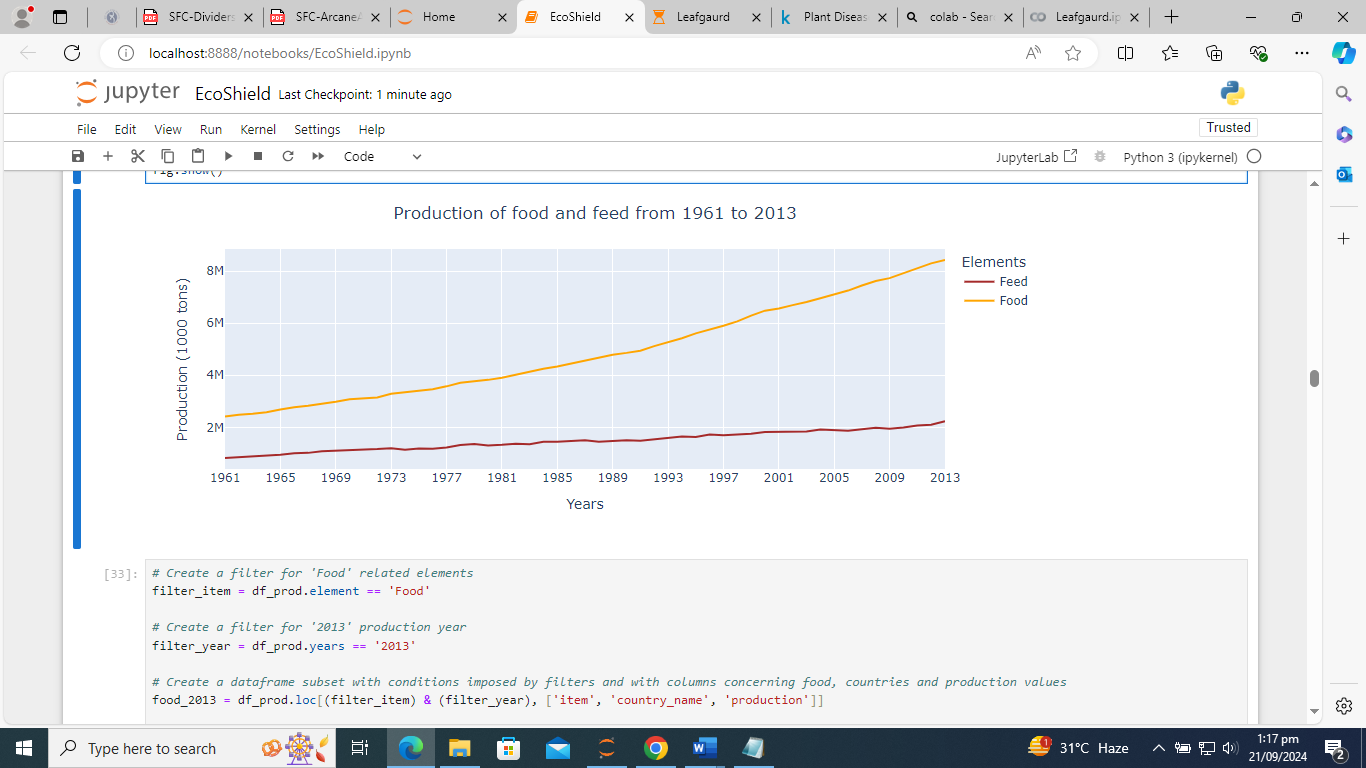 SFC-Dividers
SFC-ArcaneA
Home
EcoShield
Leafgaurd
Plant Diseas
colab - Sear
Leafgaurd.ip
localhost:8888/notebooks/EcoShield.ipynb
jupyter EcoShield Last Checkpoint: 1 minute ago
File Edit View Run Kernel Settings Help
Trusted
Code
JupyterLab
Python 3 (ipykernel)
fig.show()
Production of food and feed from 1961 to 2013
Production (1000 tons)
8M
6M
4M
2M
1961 1965 1969 1973 1977 1981 1985 1989 1993 1997 2001 2005 2009 2013
Years
Elements
Feed
Food
[33]:
# Create a filter for 'Food' related elements
filter_item = df_prod.element == 'Food'
# Create a filter for '2013' production year
filter_year = df_prod.years == '2013'
# Create a dataframe subset with conditions imposed by filters and with columns concerning food, countries and production values
food_2013 = df_prod.loc[(filter_item) & (filter_year), ['item', 'country_name', 'production']]
Type here to search
31°C Haze
1:17 pm
21/09/2024
2